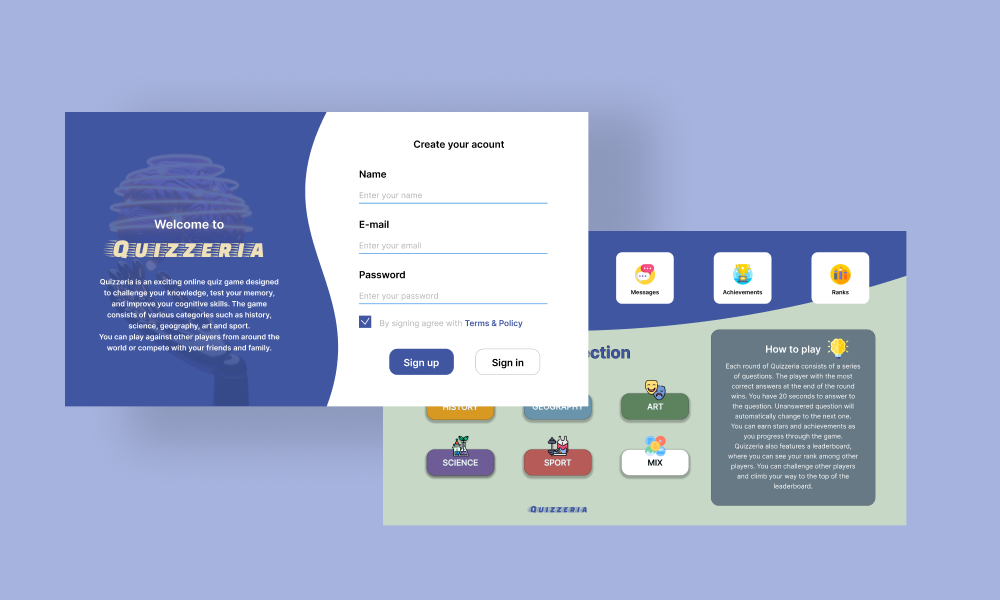 Welcome to
QUIZZERIA
Quizzeria is an exciting online quiz game designed
to challenge your knowledge, test your memory,
and improve your cognitive skills. The game
consists of various categories such as history,
science, geography, art and sport.
You can play against other players from around the
world or compete with your friends and family.
Create your acount
Name
Enter your name
E-mail
Enter your email
Password
Enter your password
By signing agree with Terms & Policy
Sign up
Sign in
Messages
Achievements
Ranks
HISTORY
GEOGRAPHY
ART
SCIENCE
SPORT
MIX
QUIZZERIA
How to play
Each round of Quizzeria consists of a series
of questions. The player with the most
correct answers at the end of the round
wins. You have 20 seconds to answer to
the question. Unanswered question will
automatically change to the next one.
You can earn stars and achievements as
you progress through the game.
Quizzeria also features a leaderboard,
where you can see your rank among other
players. You can challenge other players
and climb your way to the top of the
leaderboard.